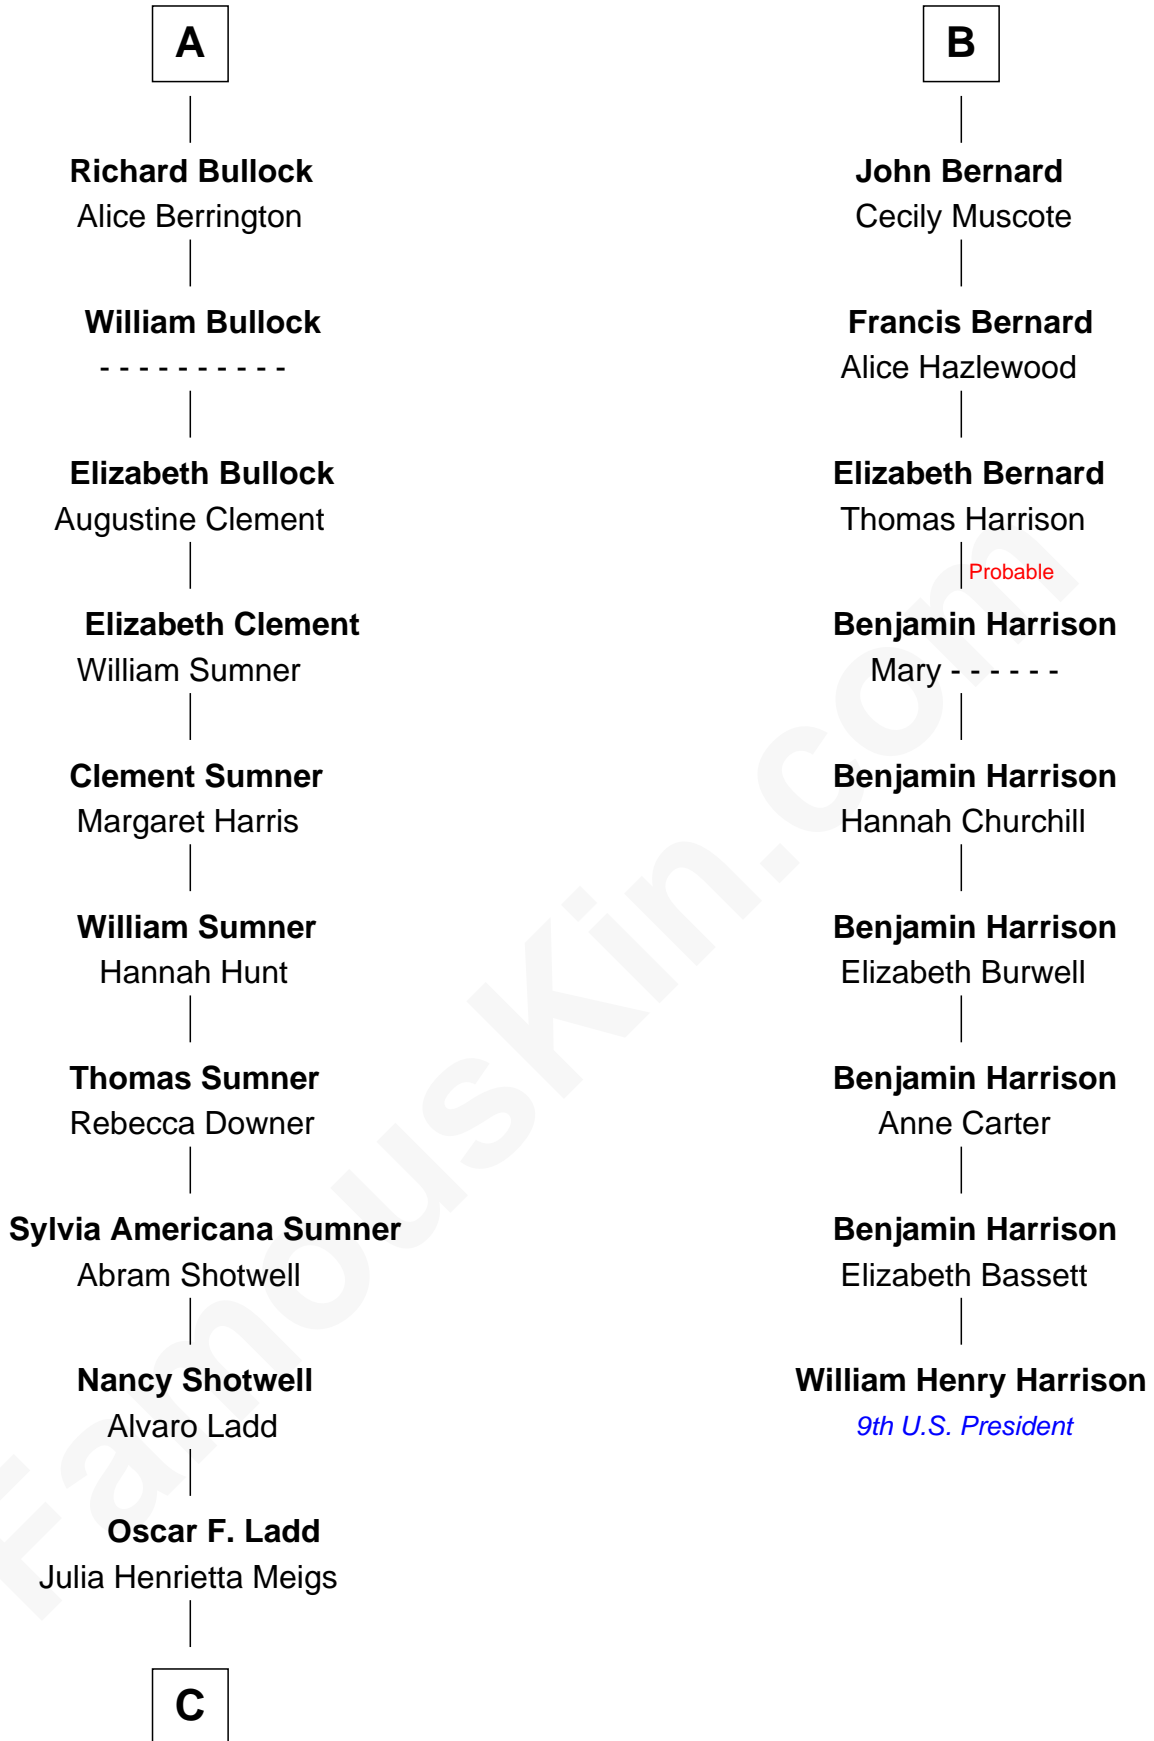 A
Richard Bullock
Alice Berrington
William Bullock
- - - - - - - - - -
Elizabeth Bullock
Augustine Clement
Elizabeth Clement
William Sumner
Clement Sumner
Margaret Harris
William Sumner
Hannah Hunt
Thomas Sumner
Rebecca Downer
Sylvia Americana Sumner
Abram Shotwell
Nancy Shotwell
Alvaro Ladd
Oscar F. Ladd
Julia Henrietta Meigs
C
B
John Bernard
Cecily Muscote
Francis Bernard
Alice Hazlewood
Elizabeth Bernard
Thomas Harrison
Probable
Benjamin Harrison
Mary - - - - - -
Benjamin Harrison
Hannah Churchill
Benjamin Harrison
Elizabeth Burwell
Benjamin Harrison
Anne Carter
Benjamin Harrison
Elizabeth Bassett
William Henry Harrison
9th U.S. President
FamousKin.com